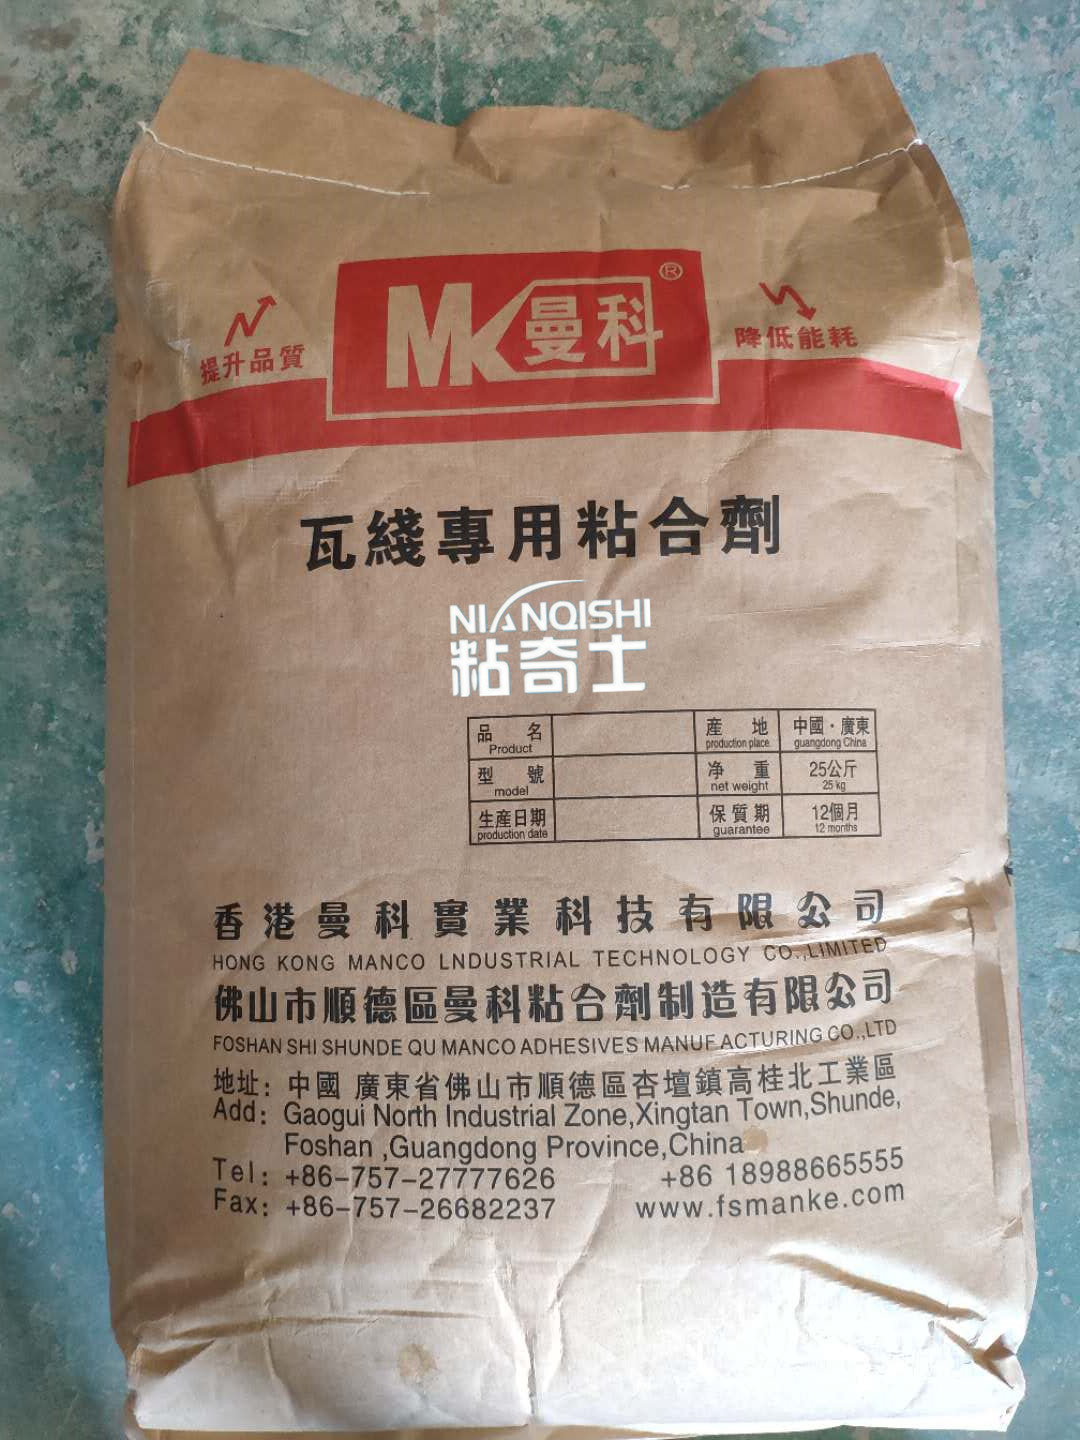 MK曼科®
提升品質
降低能耗
瓦綫專用粘合劑
NIANQISHI
粘奇士
品名 產地 中國·廣東
Product production place guangdong China
型號 净重 25公斤
model net weight 25 kg
生産日期 保質期 12個月
production date guarantee 12 months
香港曼科實業科技有限公司
HONG KONG MANCO LNDUSTRIAL TECHNOLOGY CO.,LIMITED
佛山市順德區曼科粘合劑制造有限公司
FOSHAN SHI SHUNDE QU MANCO ADHESIVES MANUFACTURING CO.,LTD
地址：中國 廣東省佛山市順德區杏壇鎮高桂北工業區
Add: Gaogui North Industrial Zone,Xingtan Town,Shunde,
Foshan ,Guangdong Province,China
Tel: +86-757-27777626 +86 18988665555
Fax: +86-757-26682237 www.fsmanke.com